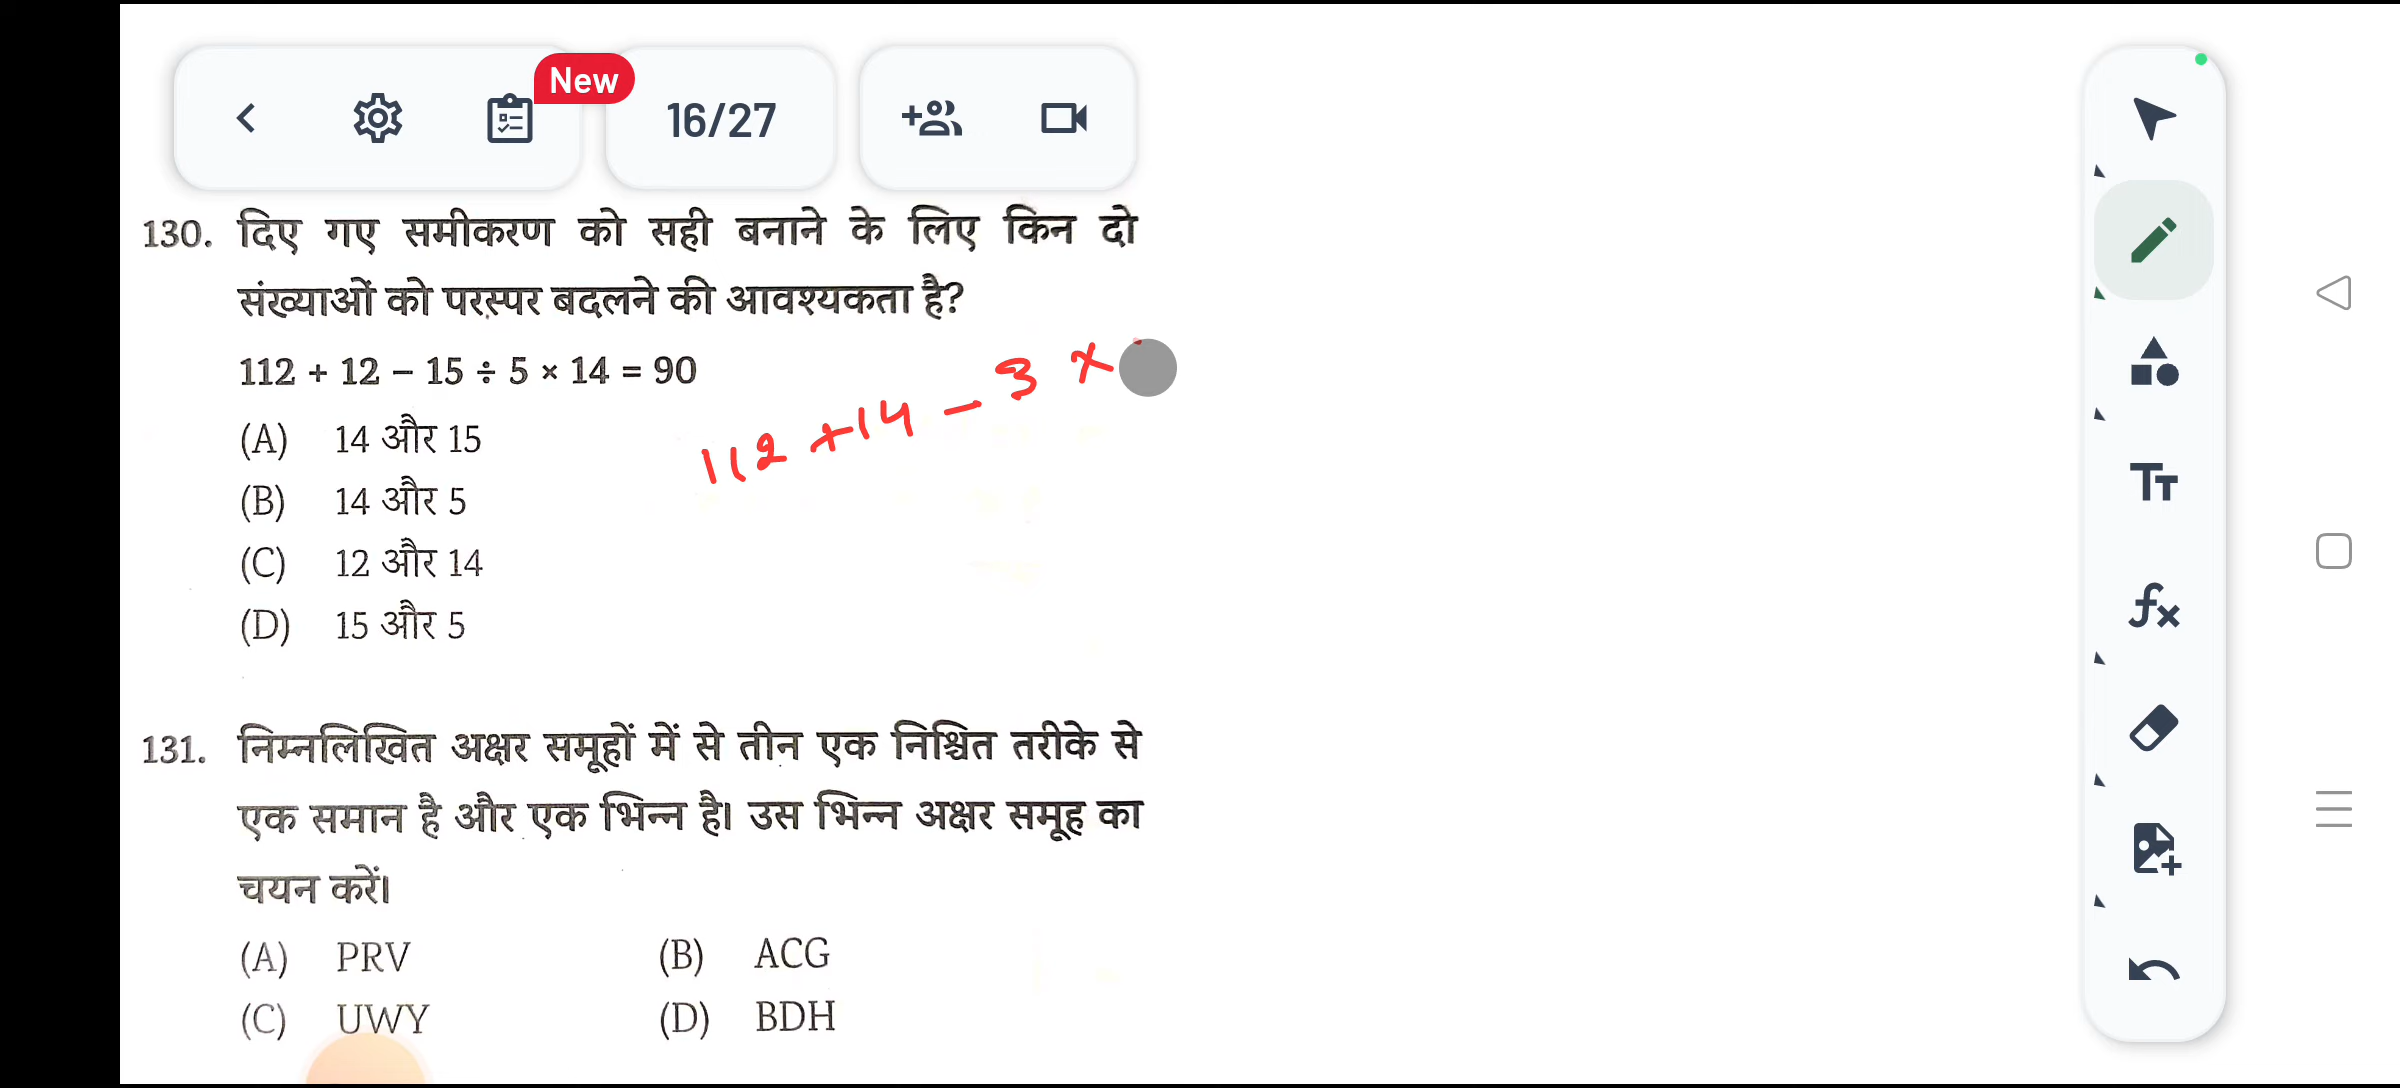 New
16/27
130. दिए गए समीकरण को सही बनाने के लिए किन दो
संख्याओं को परस्पर बदलने की आवश्यकता है?
112 + 12 − 15 ÷ 5 × 14 = 90
112 + 14 − 3 ×
(A) 14 और 15
(B) 14 और 5
(C) 12 और 14
(D) 15 और 5
131. निम्नलिखित अक्षर समूहों में से तीन एक निश्चित तरीके से
एक समान है और एक भिन्न है। उस भिन्न अक्षर समूह का
चयन करें।
(A) PRV (B) ACG
(C) UWY (D) BDH
Tт
fx